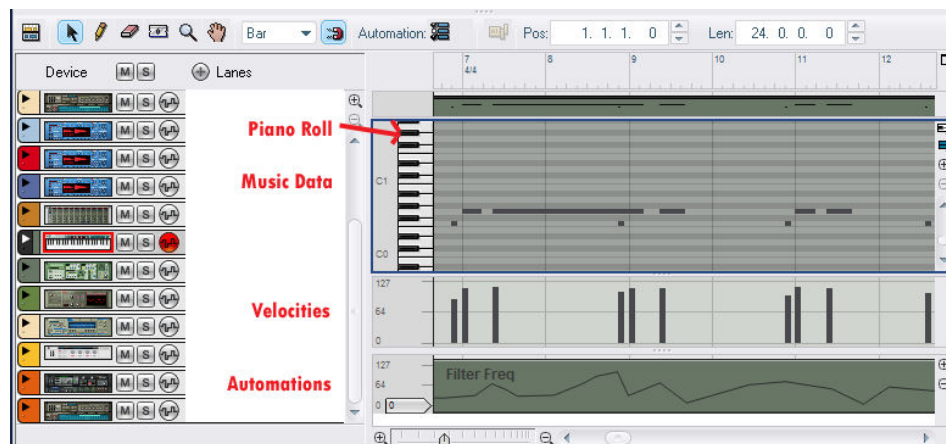 Bar Automation: Pos: 1. 1. 1. 0 Len: 24. 0. 0. 0
Device M S Lanes
7 8 9 10 11 12
4/4
M S
M S
Piano Roll
M S
M S
Music Data
C1
M S
M S
C0
M S
127
M S
Velocities
64
M S
0
M S
127
Filter Freq
M S
Automations
64
0 0
M S